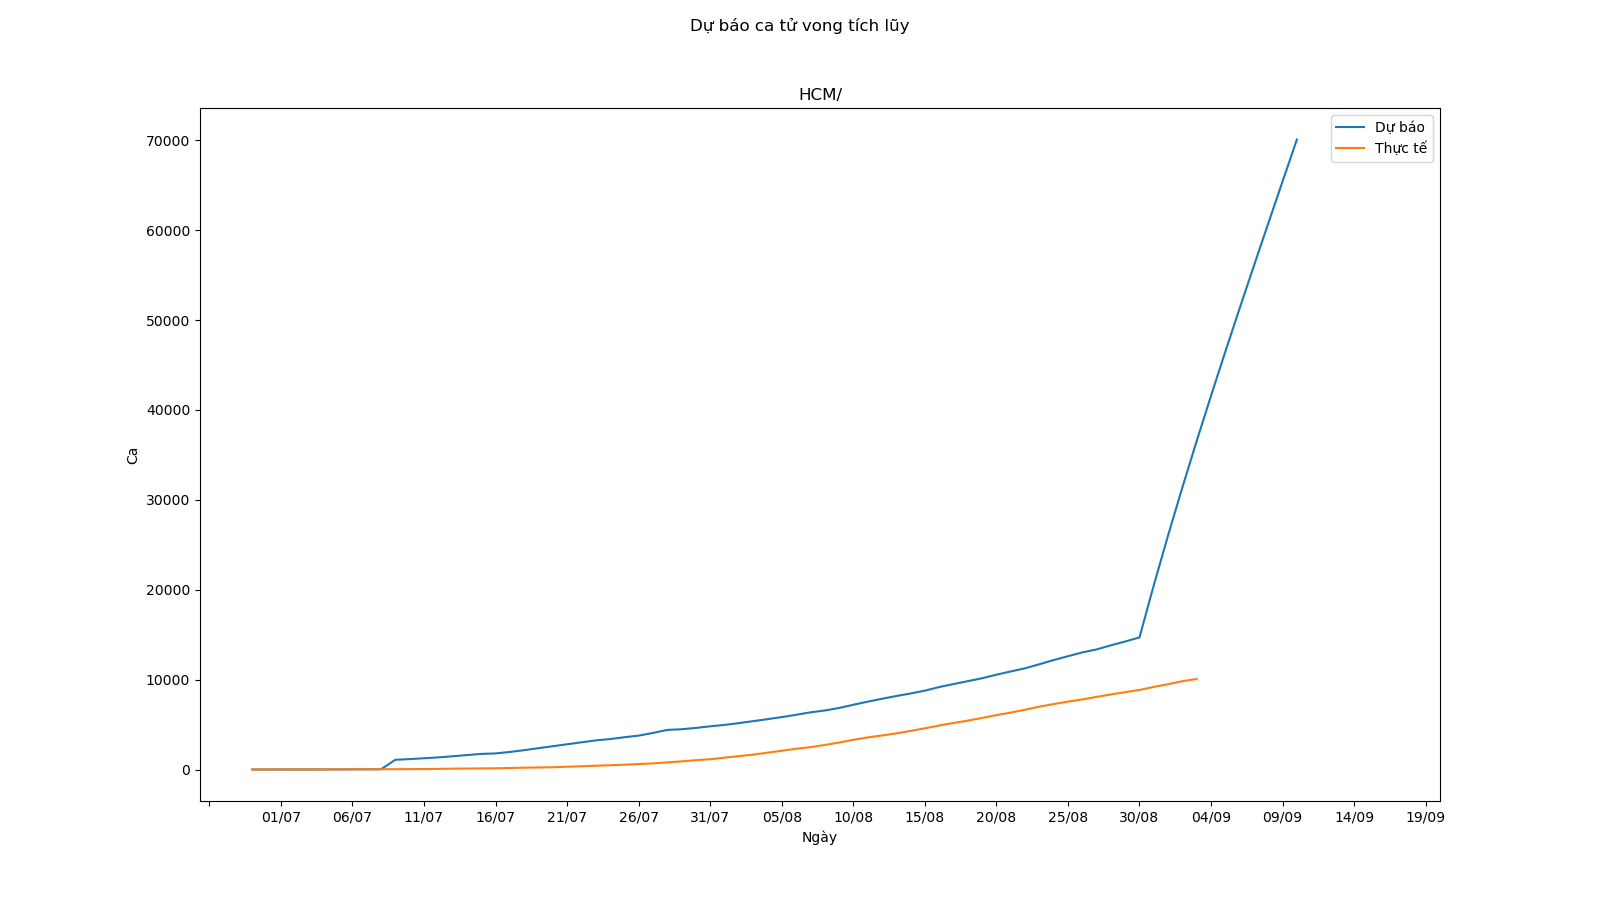 Dự báo ca tử vong tích lũy
HCM/
Dự báo
Thực tế
70000
60000
50000
40000
30000
20000
10000
0
Ca
01/07 06/07 11/07 16/07 21/07 26/07 31/07 05/08 10/08 15/08 20/08 25/08 30/08 04/09 09/09 14/09 19/09
Ngày